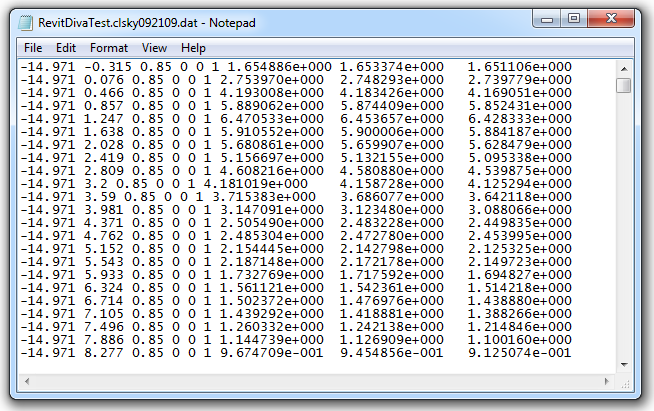 RevitDivaTest.clsky092109.dat - Notepad
File Edit Format View Help
-14.971 -0.315 0.85 0 0 1 1.654886e+000 1.653374e+000 1.651106e+000
-14.971 0.076 0.85 0 0 1 2.753970e+000 2.748293e+000 2.739779e+000
-14.971 0.466 0.85 0 0 1 4.193008e+000 4.183426e+000 4.169051e+000
-14.971 0.857 0.85 0 0 1 5.889062e+000 5.874409e+000 5.852431e+000
-14.971 1.247 0.85 0 0 1 6.470533e+000 6.453657e+000 6.428333e+000
-14.971 1.638 0.85 0 0 1 5.910552e+000 5.900006e+000 5.884187e+000
-14.971 2.028 0.85 0 0 1 5.680861e+000 5.659907e+000 5.628479e+000
-14.971 2.419 0.85 0 0 1 5.156697e+000 5.132155e+000 5.095338e+000
-14.971 2.809 0.85 0 0 1 4.608216e+000 4.580880e+000 4.539875e+000
-14.971 3.2 0.85 0 0 1 4.181019e+000 4.158728e+000 4.125294e+000
-14.971 3.59 0.85 0 0 1 3.715383e+000 3.686077e+000 3.642118e+000
-14.971 3.981 0.85 0 0 1 3.147091e+000 3.123480e+000 3.088066e+000
-14.971 4.371 0.85 0 0 1 2.505490e+000 2.483228e+000 2.449835e+000
-14.971 4.762 0.85 0 0 1 2.485304e+000 2.472780e+000 2.453995e+000
-14.971 5.152 0.85 0 0 1 2.154445e+000 2.142798e+000 2.125325e+000
-14.971 5.543 0.85 0 0 1 2.187148e+000 2.172178e+000 2.149723e+000
-14.971 5.933 0.85 0 0 1 1.732769e+000 1.717592e+000 1.694827e+000
-14.971 6.324 0.85 0 0 1 1.561121e+000 1.542361e+000 1.514218e+000
-14.971 6.714 0.85 0 0 1 1.502372e+000 1.476976e+000 1.438880e+000
-14.971 7.105 0.85 0 0 1 1.439292e+000 1.418881e+000 1.388266e+000
-14.971 7.496 0.85 0 0 1 1.260332e+000 1.242138e+000 1.214846e+000
-14.971 7.886 0.85 0 0 1 1.144739e+000 1.126909e+000 1.100160e+000
-14.971 8.277 0.85 0 0 1 9.674709e-001 9.454856e-001 9.125074e-001